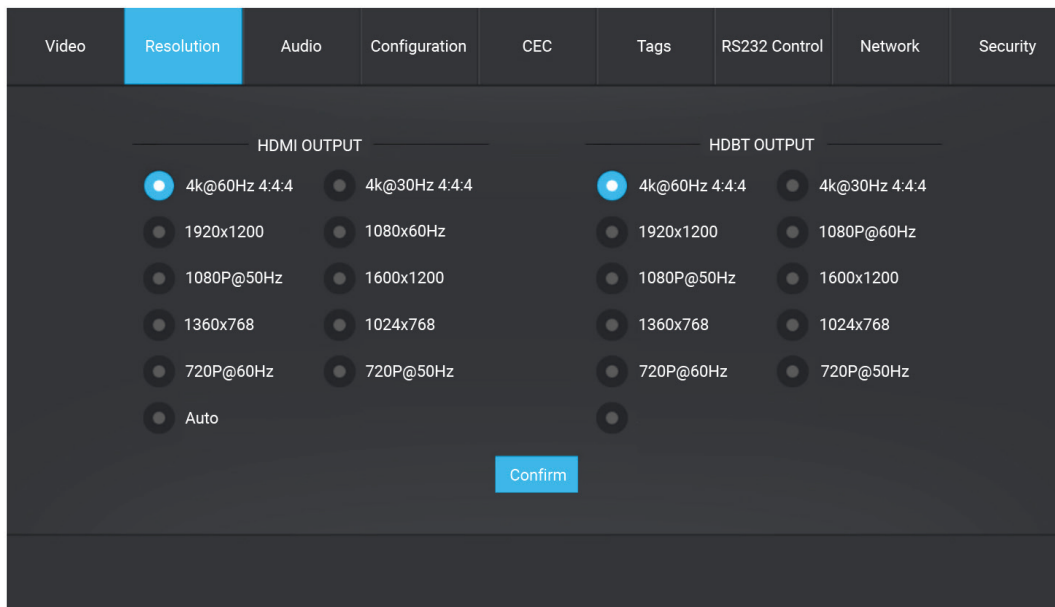 Video Resolution Audio Configuration CEC Tags RS232 Control Network Security
HDMI OUTPUT HDBT OUTPUT
4k@60Hz 4:4:4 4k@30Hz 4:4:4 4k@60Hz 4:4:4 4k@30Hz 4:4:4
1920x1200 1080x60Hz 1920x1200 1080P@60Hz
1080P@50Hz 1600x1200 1080P@50Hz 1600x1200
1360x768 1024x768 1360x768 1024x768
720P@60Hz 720P@50Hz 720P@60Hz 720P@50Hz
Auto
Confirm